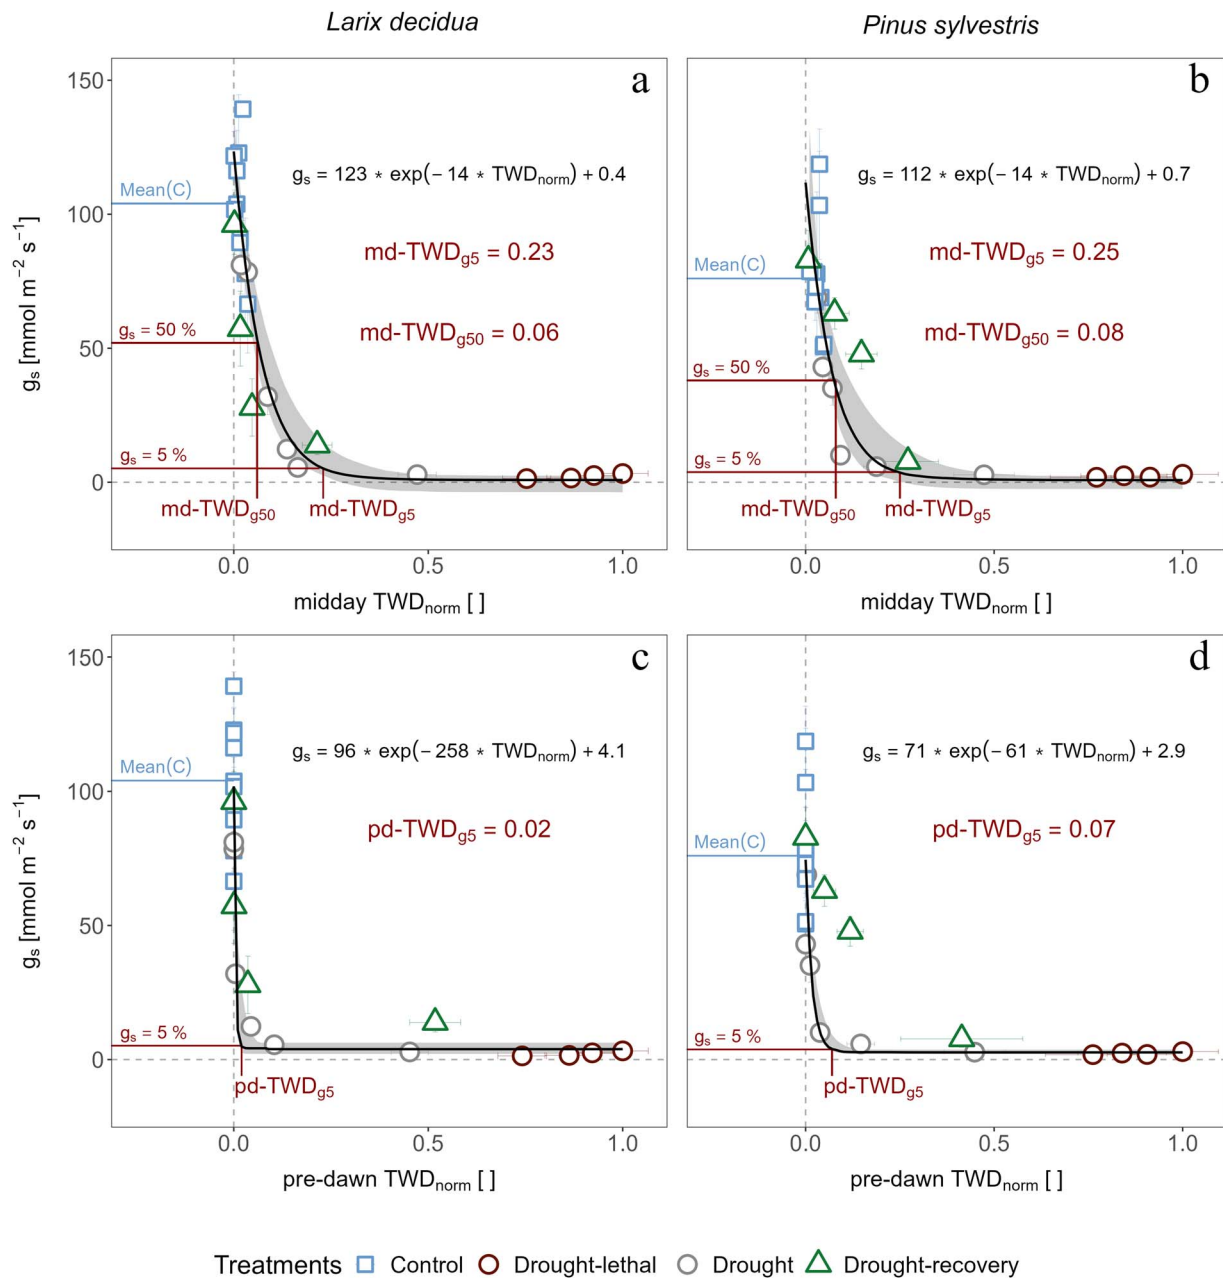 Larix decidua
Pinus sylvestris
a
150
100
50
0
gₛ [mmol m⁻² s⁻¹]
Mean(C)
gₛ = 50 %
gₛ = 5 %
gₛ = 123 * exp(− 14 * TWDₙₒᵣₘ) + 0.4
md-TWDg5 = 0.23
md-TWDg50 = 0.06
md-TWDg50
md-TWDg5
0.0
0.5
1.0
midday TWDₙₒᵣₘ [ ]
b
Mean(C)
gₛ = 50 %
gₛ = 5 %
gₛ = 112 * exp(− 14 * TWDₙₒᵣₘ) + 0.7
md-TWDg5 = 0.25
md-TWDg50 = 0.08
md-TWDg50
md-TWDg5
0.0
0.5
1.0
midday TWDₙₒᵣₘ [ ]
c
150
100
50
0
gₛ [mmol m⁻² s⁻¹]
Mean(C)
gₛ = 5 %
gₛ = 96 * exp(− 258 * TWDₙₒᵣₘ) + 4.1
pd-TWDg5 = 0.02
pd-TWDg5
0.0
0.5
1.0
pre-dawn TWDₙₒᵣₘ [ ]
d
Mean(C)
gₛ = 5 %
gₛ = 71 * exp(− 61 * TWDₙₒᵣₘ) + 2.9
pd-TWDg5 = 0.07
pd-TWDg5
0.0
0.5
1.0
pre-dawn TWDₙₒᵣₘ [ ]
Treatments Control Drought-lethal Drought Drought-recovery